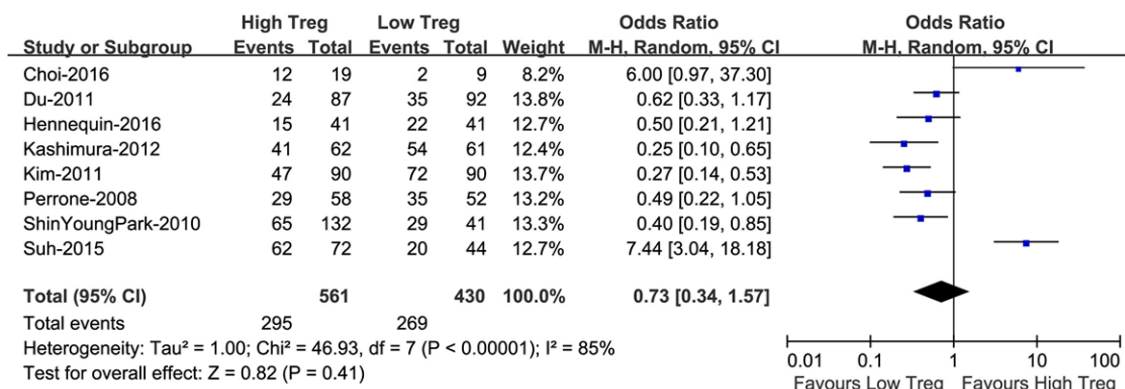 High Treg Low Treg Odds Ratio Odds Ratio
Study or Subgroup Events Total Events Total Weight M-H, Random, 95% CI M-H, Random, 95% CI
Choi-2016 12 19 2 9 8.2% 6.00 [0.97, 37.30]
Du-2011 24 87 35 92 13.8% 0.62 [0.33, 1.17]
Hennequin-2016 15 41 22 41 12.7% 0.50 [0.21, 1.21]
Kashimura-2012 41 62 54 61 12.4% 0.25 [0.10, 0.65]
Kim-2011 47 90 72 90 13.7% 0.27 [0.14, 0.53]
Perrone-2008 29 58 35 52 13.2% 0.49 [0.22, 1.05]
ShinYoungPark-2010 65 132 29 41 13.3% 0.40 [0.19, 0.85]
Suh-2015 62 72 20 44 12.7% 7.44 [3.04, 18.18]
Total (95% CI) 561 430 100.0% 0.73 [0.34, 1.57]
Total events 295 269
Heterogeneity: Tau² = 1.00; Chi² = 46.93, df = 7 (P < 0.00001); I² = 85%
Test for overall effect: Z = 0.82 (P = 0.41)
0.01 0.1 1 10 100
Favours Low Treg Favours High Treg